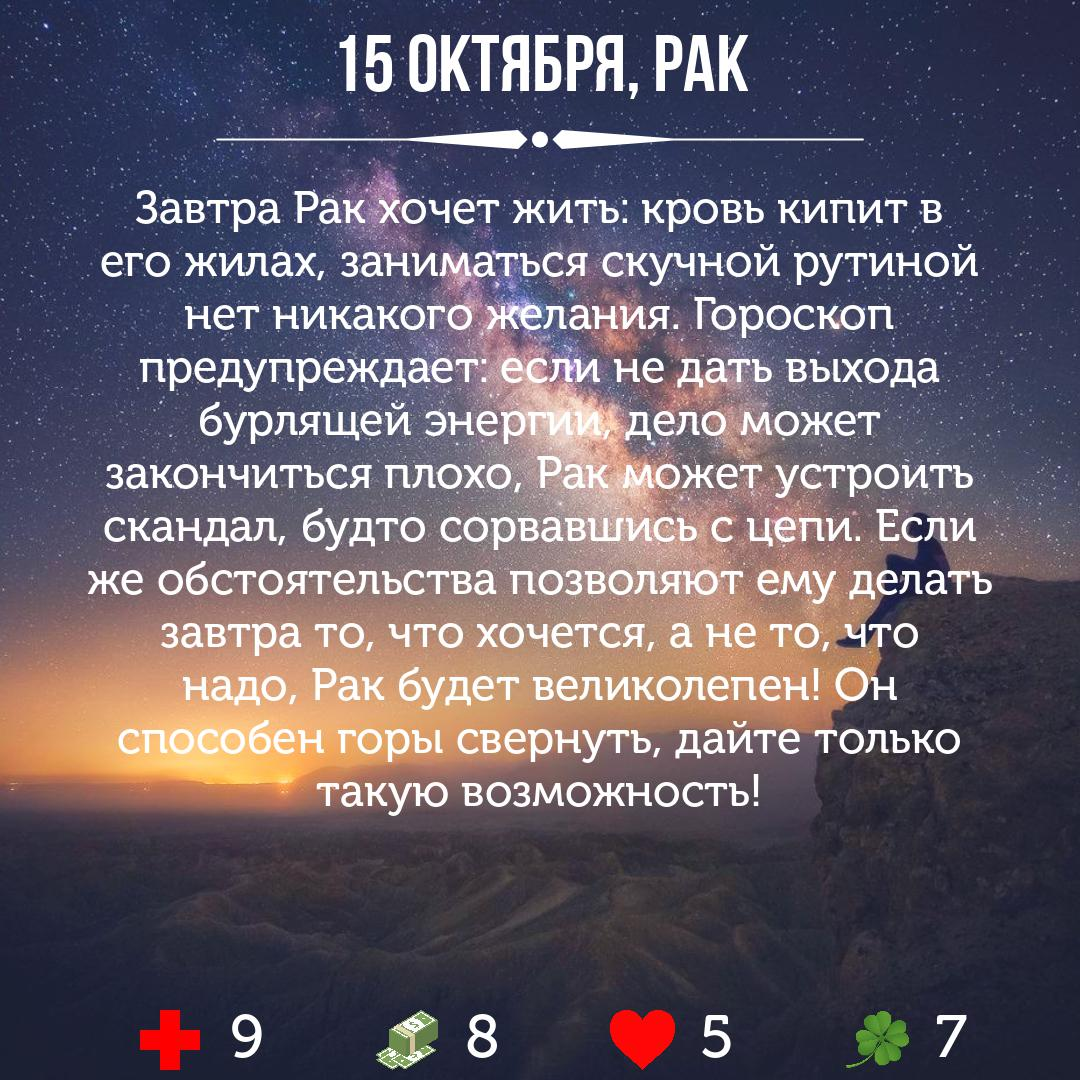 15 ОКТЯБРЯ, РАК
Завтра Рак хочет жить: кровь кипит в
его жилах, заниматься скучной рутиной
нет никакого желания. Гороскоп
предупреждает: если не дать выхода
бурлящей энергии, дело может
закончиться плохо, Рак может устроить
скандал, будто сорвавшись с цепи. Если
же обстоятельства позволяют ему делать
завтра то, что хочется, а не то, что
надо, Рак будет великолепен! Он
способен горы свернуть, дайте только
такую возможность!
9 8 5 7